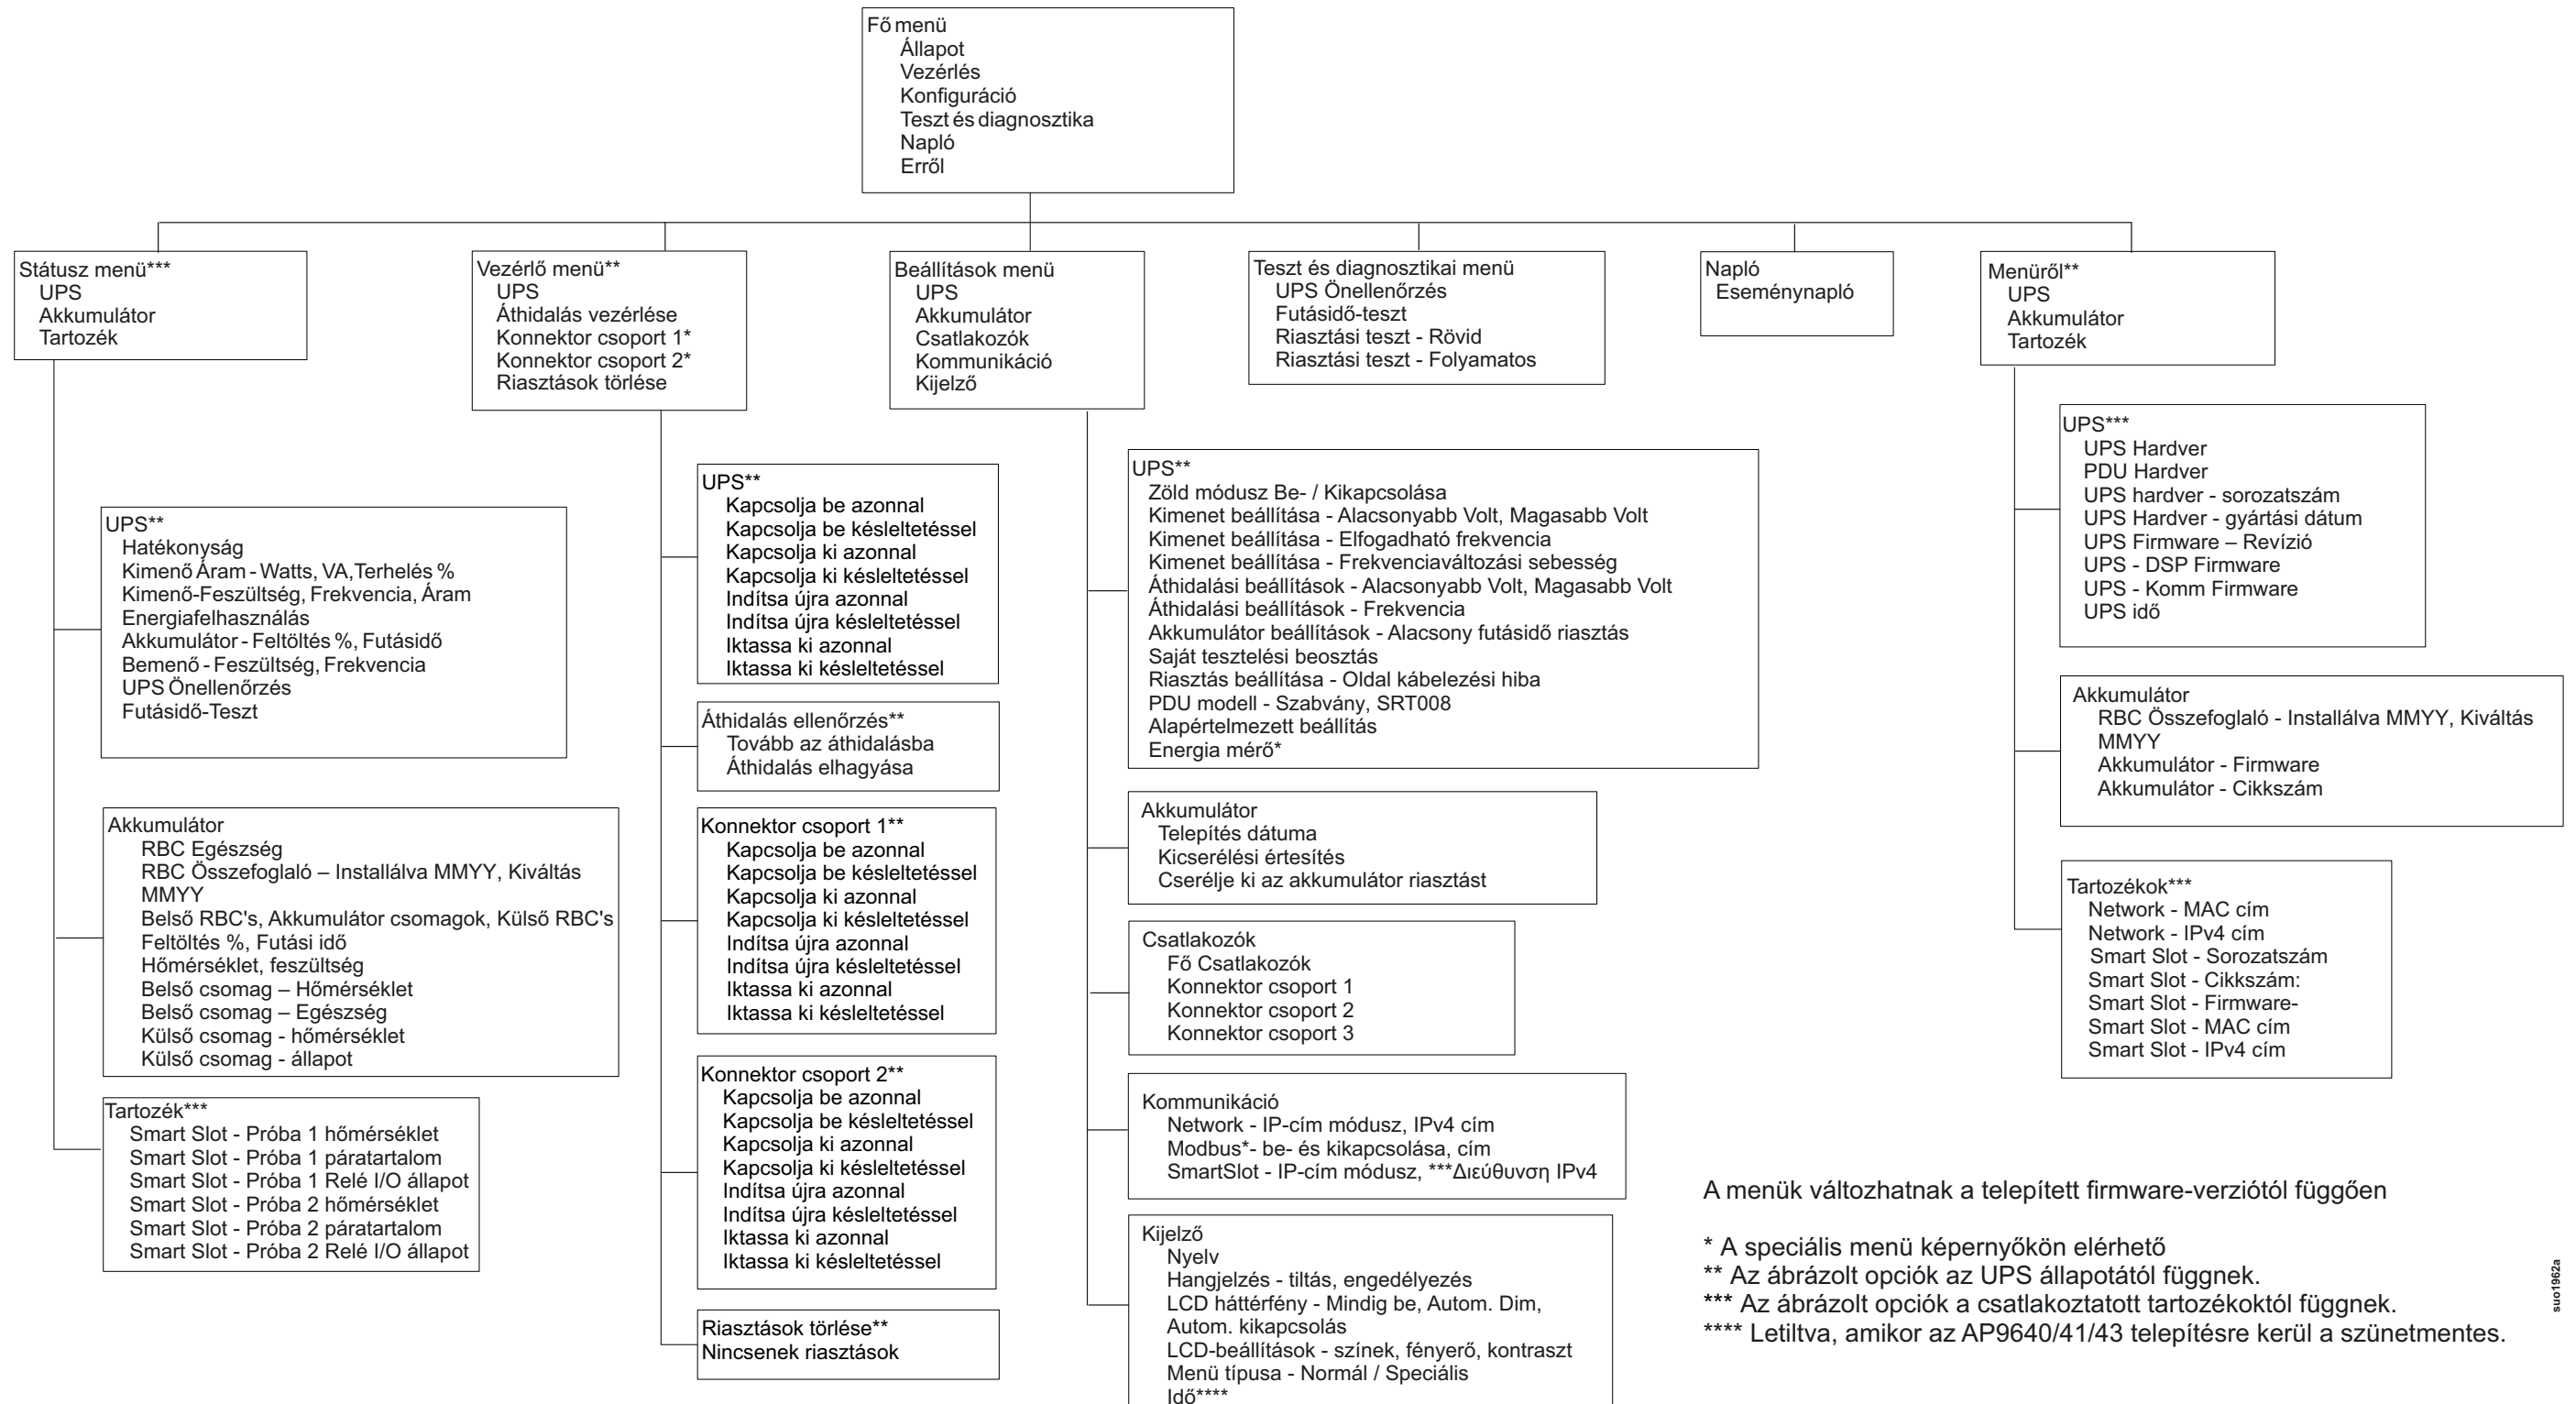 Fő menü
Állapot
Vezérlés
Konfiguráció
Teszt és diagnosztika
Napló
Erről
Státusz menü***
UPS
Akkumulátor
Tartozék
UPS**
Hatékonyság
Kimenő Áram - Watts, VA,Terhelés %
Kimenő-Feszültség, Frekvencia, Áram
Energiafelhasználás
Akkumulátor - Feltöltés %, Futásidő
Bemenő - Feszültség, Frekvencia
UPS Önellenőrzés
Futásidő-Teszt
Akkumulátor
RBC Egészség
RBC Összefoglaló – Installálva MMYY, Kiváltás
MMYY
Belső RBC's, Akkumulátor csomagok, Külső RBC's
Feltöltés %, Futási idő
Hőmérséklet, feszültség
Belső csomag – Hőmérséklet
Belső csomag – Egészség
Külső csomag - hőmérséklet
Külső csomag - állapot
Tartozék***
Smart Slot - Próba 1 hőmérséklet
Smart Slot - Próba 1 páratartalom
Smart Slot - Próba 1 Relé I/O állapot
Smart Slot - Próba 2 hőmérséklet
Smart Slot - Próba 2 páratartalom
Smart Slot - Próba 2 Relé I/O állapot
Vezérlő menü**
UPS
Áthidalás vezérlése
Konnektor csoport 1*
Konnektor csoport 2*
Riasztások törlése
UPS**
Kapcsolja be azonnal
Kapcsolja be késleltetéssel
Kapcsolja ki azonnal
Kapcsolja ki késleltetéssel
Indítsa újra azonnal
Indítsa újra késleltetéssel
Iktassa ki azonnal
Iktassa ki késleltetéssel
Áthidalás ellenőrzés**
Tovább az áthidalásba
Áthidalás elhagyása
Konnektor csoport 1**
Kapcsolja be azonnal
Kapcsolja be késleltetéssel
Kapcsolja ki azonnal
Kapcsolja ki késleltetéssel
Indítsa újra azonnal
Indítsa újra késleltetéssel
Iktassa ki azonnal
Iktassa ki késleltetéssel
Konnektor csoport 2**
Kapcsolja be azonnal
Kapcsolja be késleltetéssel
Kapcsolja ki azonnal
Kapcsolja ki késleltetéssel
Indítsa újra azonnal
Indítsa újra késleltetéssel
Iktassa ki azonnal
Iktassa ki késleltetéssel
Riasztások törlése**
Nincsenek riasztások
Beállítások menü
UPS
Akkumulátor
Csatlakozók
Kommunikáció
Kijelző
UPS**
Zöld módusz Be- / Kikapcsolása
Kimenet beállítása - Alacsonyabb Volt, Magasabb Volt
Kimenet beállítása - Elfogadható frekvencia
Kimenet beállítása - Frekvenciaváltozási sebesség
Áthidalási beállítások - Alacsonyabb Volt, Magasabb Volt
Áthidalási beállítások - Frekvencia
Akkumulátor beállítások - Alacsony futásidő riasztás
Saját tesztelési beosztás
Riasztás beállítása - Oldal kábelezési hiba
PDU modell - Szabvány, SRT008
Alapértelmezett beállítás
Energia mérő*
Akkumulátor
Telepítés dátuma
Kicserélési értesítés
Cserélje ki az akkumulátor riasztást
Csatlakozók
Fő Csatlakozók
Konnektor csoport 1
Konnektor csoport 2
Konnektor csoport 3
Kommunikáció
Network - IP-cím módusz, IPv4 cím
Modbus*- be- és kikapcsolása, cím
SmartSlot - IP-cím módusz, ***Διεύθυνση IPv4
Kijelző
Nyelv
Hangjelzés - tiltás, engedélyezés
LCD háttérfény - Mindig be, Autom. Dim,
Autom. kikapcsolás
LCD-beállítások - színek, fényerő, kontraszt
Menü típusa - Normál / Speciális
Idő****
Teszt és diagnosztikai menü
UPS Önellenőrzés
Futásidő-teszt
Riasztási teszt - Rövid
Riasztási teszt - Folyamatos
Napló
Eseménynapló
Menüről**
UPS
Akkumulátor
Tartozék
UPS***
UPS Hardver
PDU Hardver
UPS hardver - sorozatszám
UPS Hardver - gyártási dátum
UPS Firmware – Revízió
UPS - DSP Firmware
UPS - Komm Firmware
UPS idő
Akkumulátor
RBC Összefoglaló - Installálva MMYY, Kiváltás
MMYY
Akkumulátor - Firmware
Akkumulátor - Cikkszám
Tartozékok***
Network - MAC cím
Network - IPv4 cím
Smart Slot - Sorozatszám
Smart Slot - Cikkszám:
Smart Slot - Firmware-
Smart Slot - MAC cím
Smart Slot - IPv4 cím
A menük változhatnak a telepített firmware-verziótól függően
* A speciális menü képernyőkön elérhető
** Az ábrázolt opciók az UPS állapotától függnek.
*** Az ábrázolt opciók a csatlakoztatott tartozékoktól függnek.
**** Letiltva, amikor az AP9640/41/43 telepítésre kerül a szünetmentes.
suo1962a